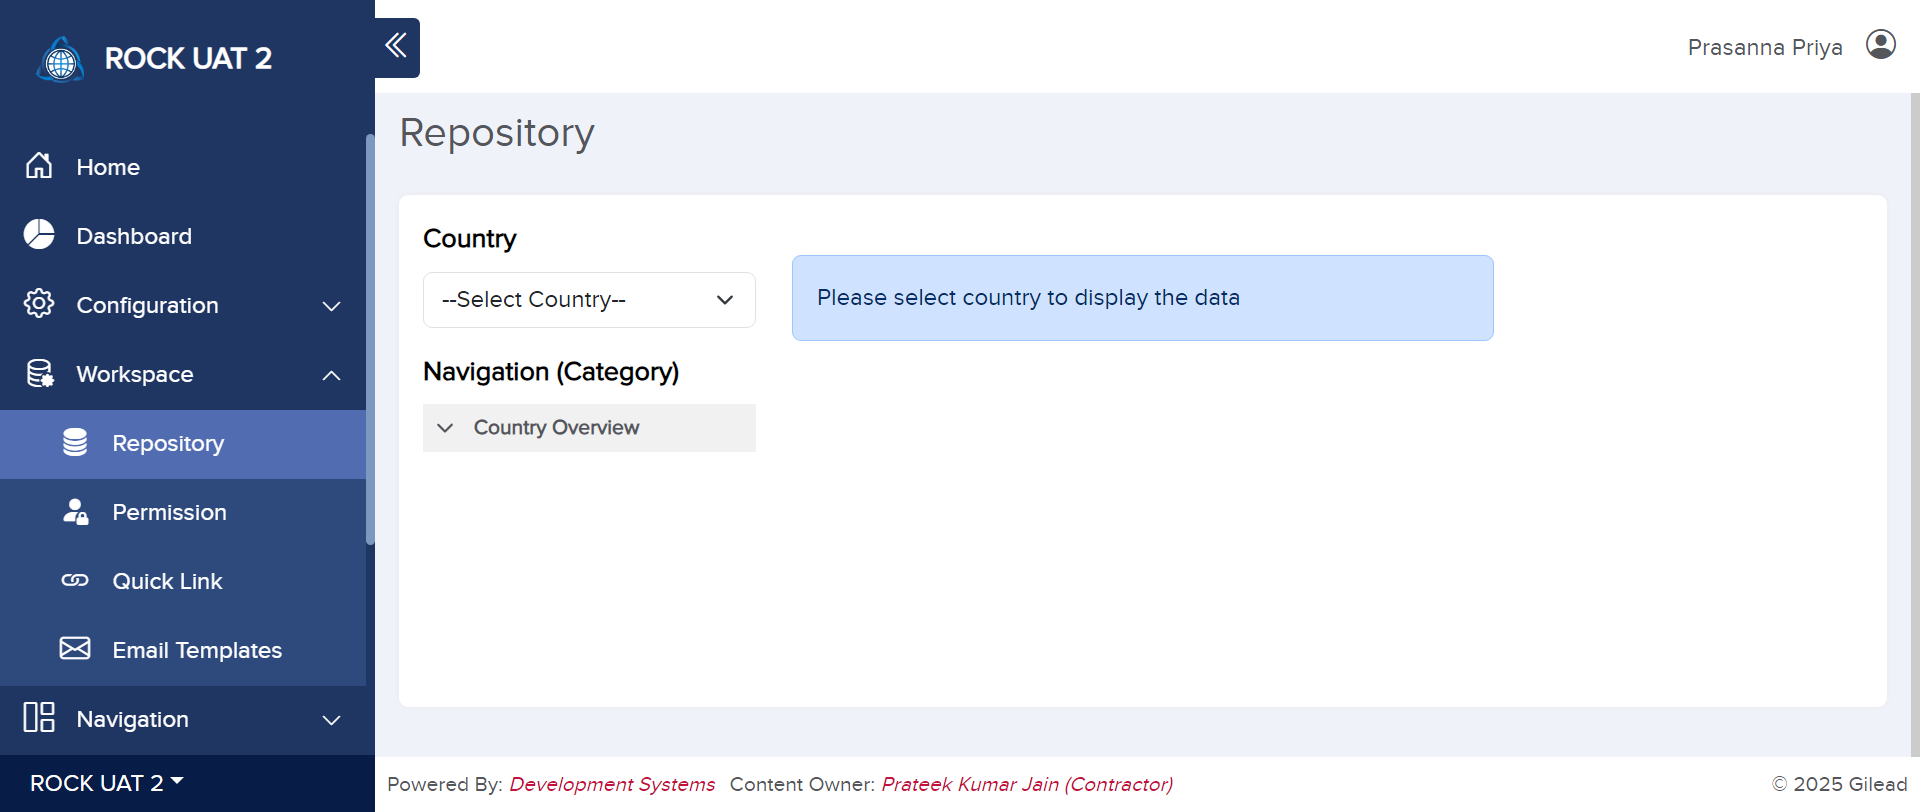 ROCK UAT 2
Prasanna Priya
Home
Dashboard
Configuration
Workspace
Repository
Permission
Quick Link
Email Templates
Navigation
ROCK UAT 2
Repository
Country
--Select Country--
Please select country to display the data
Navigation (Category)
Country Overview
Powered By: Development Systems Content Owner: Prateek Kumar Jain (Contractor)
© 2025 Gilead